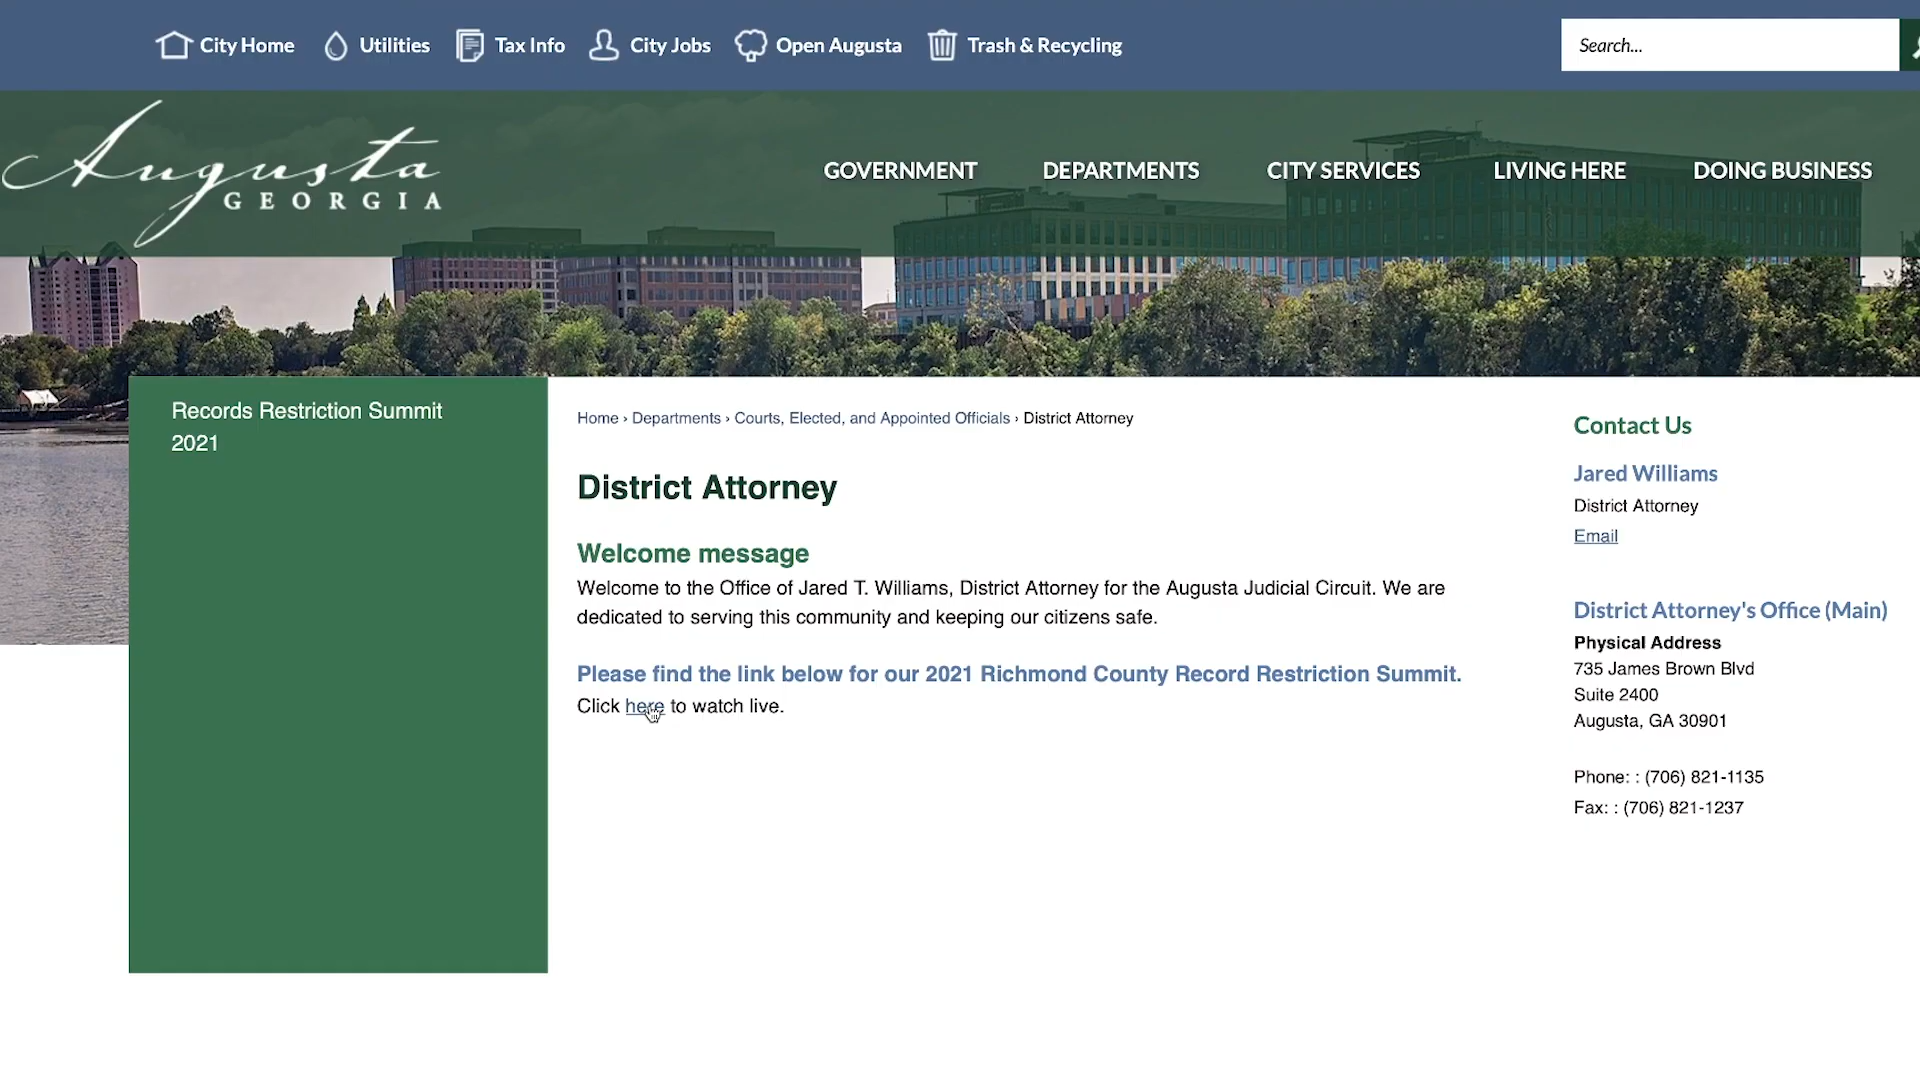 City Home
Utilities
Tax Info
City Jobs
Open Augusta
Trash & Recycling
Search...
Augusta
GEORGIA
GOVERNMENT
DEPARTMENTS
CITY SERVICES
LIVING HERE
DOING BUSINESS
Records Restriction Summit
2021
Home › Departments › Courts, Elected, and Appointed Officials › District Attorney
District Attorney
Welcome message
Welcome to the Office of Jared T. Williams, District Attorney for the Augusta Judicial Circuit. We are
dedicated to serving this community and keeping our citizens safe.
Please find the link below for our 2021 Richmond County Record Restriction Summit.
Click here to watch live.
Contact Us
Jared Williams
District Attorney
Email
District Attorney's Office (Main)
Physical Address
735 James Brown Blvd
Suite 2400
Augusta, GA 30901
Phone: : (706) 821-1135
Fax: : (706) 821-1237